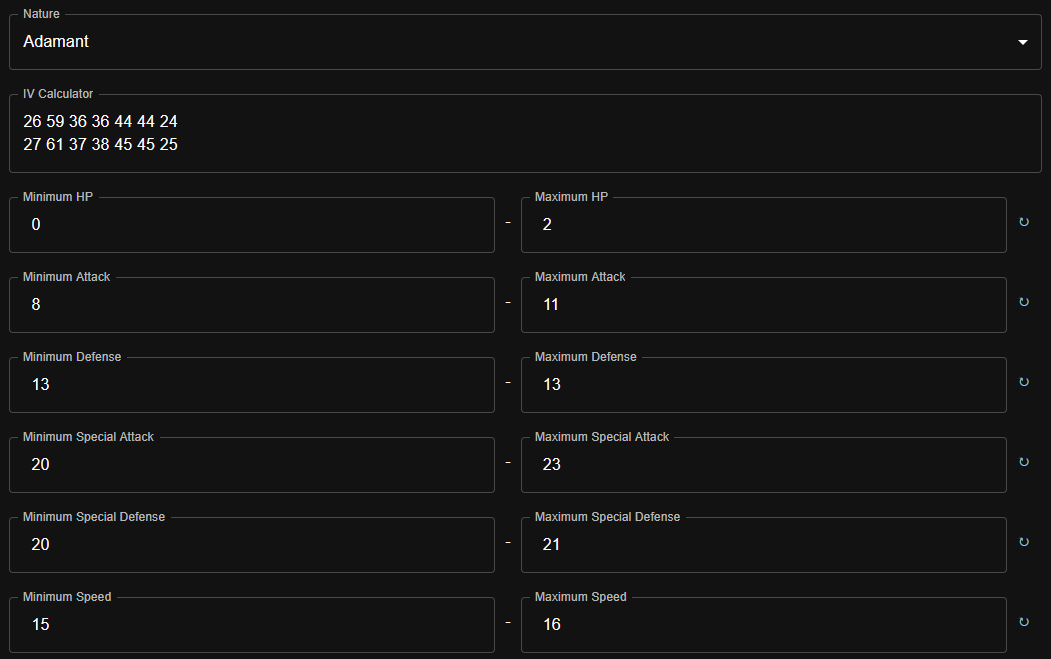 Nature
Adamant
IV Calculator
26 59 36 36 44 44 24
27 61 37 38 45 45 25
Minimum HP
0
-
Maximum HP
2
Minimum Attack
8
-
Maximum Attack
11
Minimum Defense
13
-
Maximum Defense
13
Minimum Special Attack
20
-
Maximum Special Attack
23
Minimum Special Defense
20
-
Maximum Special Defense
21
Minimum Speed
15
-
Maximum Speed
16